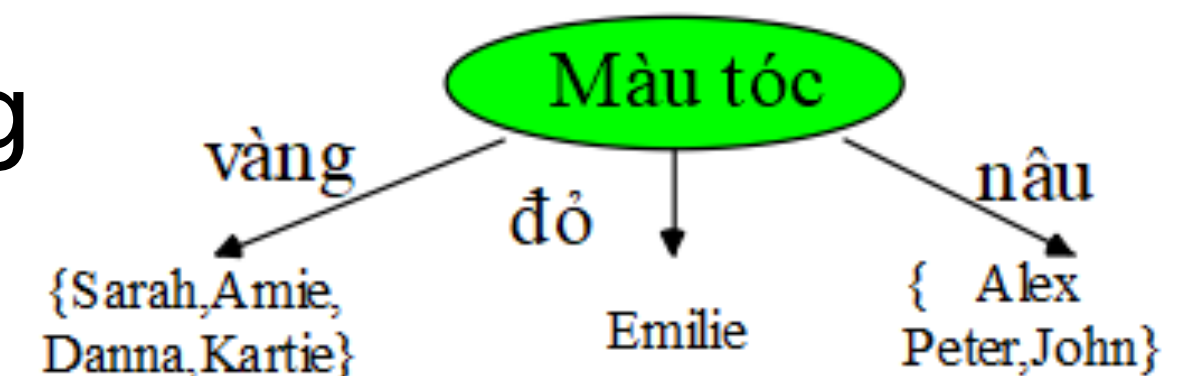 g
Màu tóc
vàng
đỏ
nâu
{Sarah,Amie,
Danna,Kartie}
Emilie
{ Alex
Peter,John}